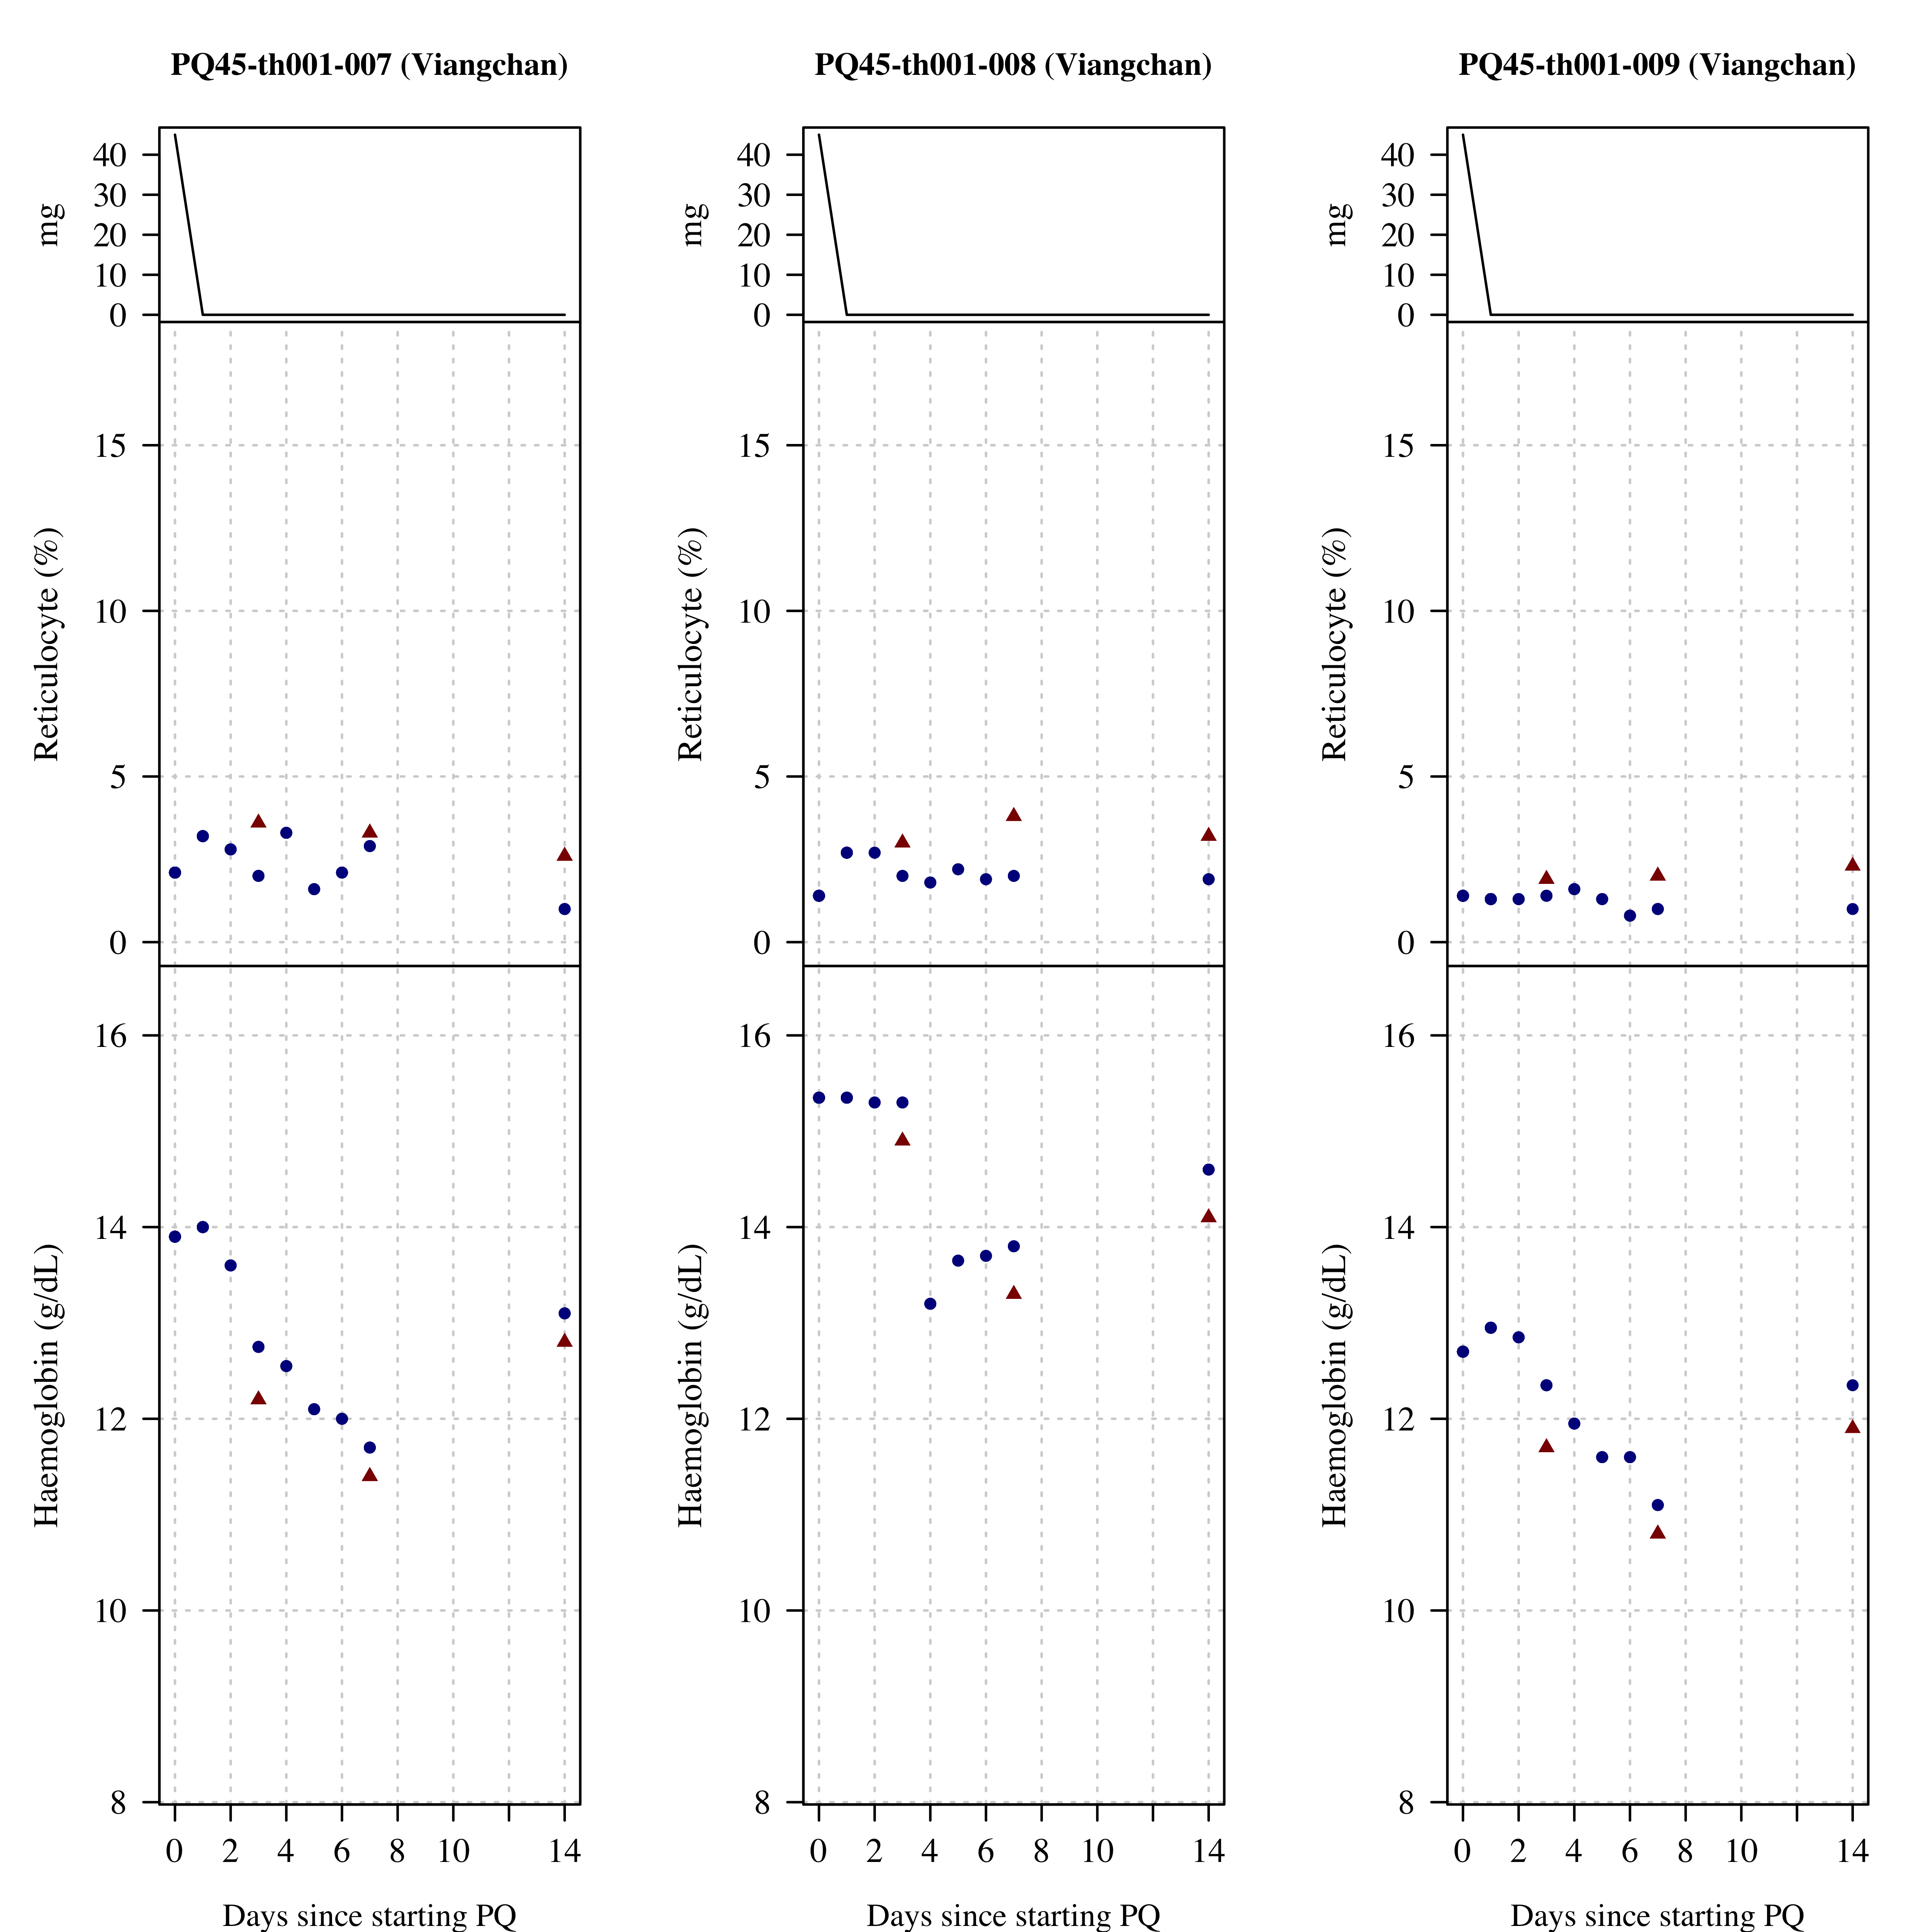 PQ45-th001-007 (Viangchan)
mg
40
30
20
10
0
Reticulocyte (%)
15
10
5
0
Haemoglobin (g/dL)
16
14
12
10
8
0 2 4 6 8 10 14
Days since starting PQ
PQ45-th001-008 (Viangchan)
mg
40
30
20
10
0
Reticulocyte (%)
15
10
5
0
Haemoglobin (g/dL)
16
14
12
10
8
0 2 4 6 8 10 14
Days since starting PQ
PQ45-th001-009 (Viangchan)
mg
40
30
20
10
0
Reticulocyte (%)
15
10
5
0
Haemoglobin (g/dL)
16
14
12
10
8
0 2 4 6 8 10 14
Days since starting PQ